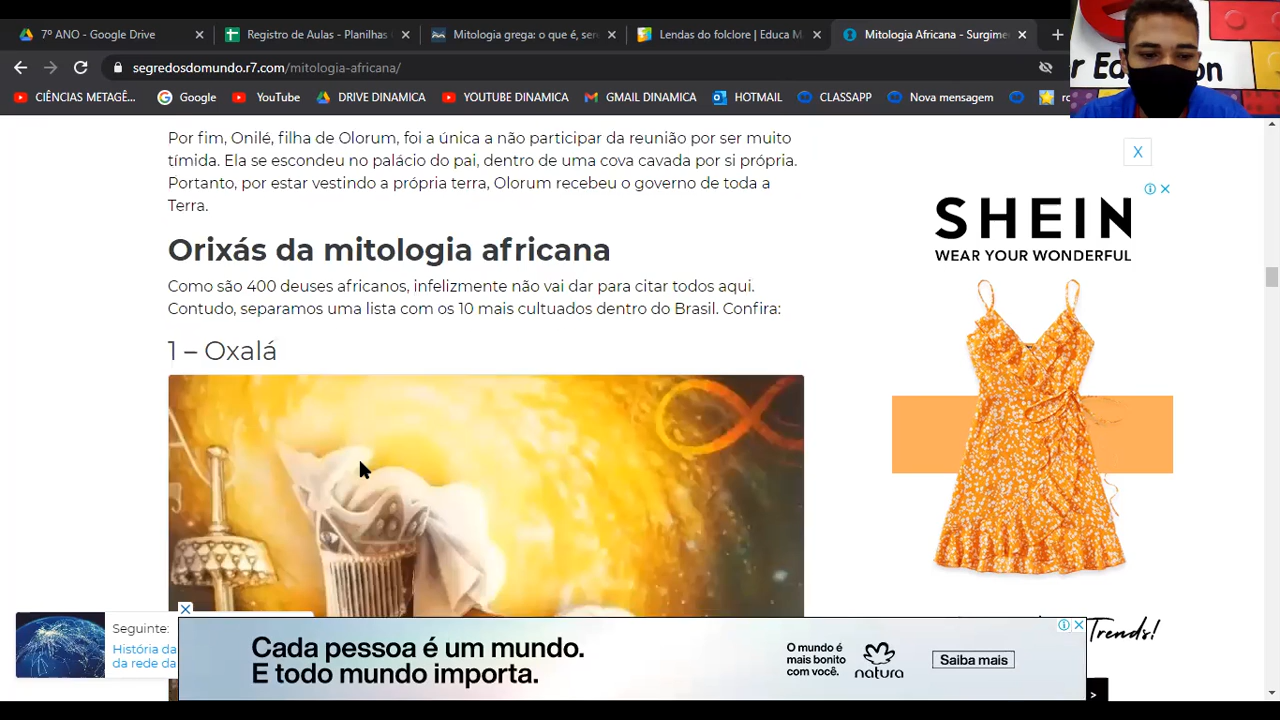 7º ANO - Google Drive
Registro de Aulas - Planilhas
Mitologia grega: o que é, sen
Lendas do folclore | Educa M
Mitologia Africana - Surgime
segredosdomundo.r7.com/mitologia-africana/
CIÊNCIAS METAGÊ...
Google
YouTube
DRIVE
YOUTUBE DINAMICA
GMAIL DINAMICA
HOTMAIL
CLASSAPP
Nova mensagem
Por fim, Onilé, filha de Olorum, foi a única a não participar da reunião por ser muito
tímida. Ela se escondeu no palácio do pai, dentro de uma cova cavada por si própria.
Portanto, por estar vestindo a própria terra, Olorum recebeu o governo de toda a
Terra.
Orixás da mitologia africana
Como são 400 deuses africanos, infelizmente não vai dar para citar todos aqui.
Contudo, separamos uma lista com os 10 mais cultuados dentro do Brasil. Confira:
1 – Oxalá
X
SHEIN
WEAR YOUR WONDERFUL
Trends!
Seguinte:
História da
da rede da
Cada pessoa é um mundo.
E todo mundo importa.
O mundo é
mais bonito
com você.
natura
Saiba mais